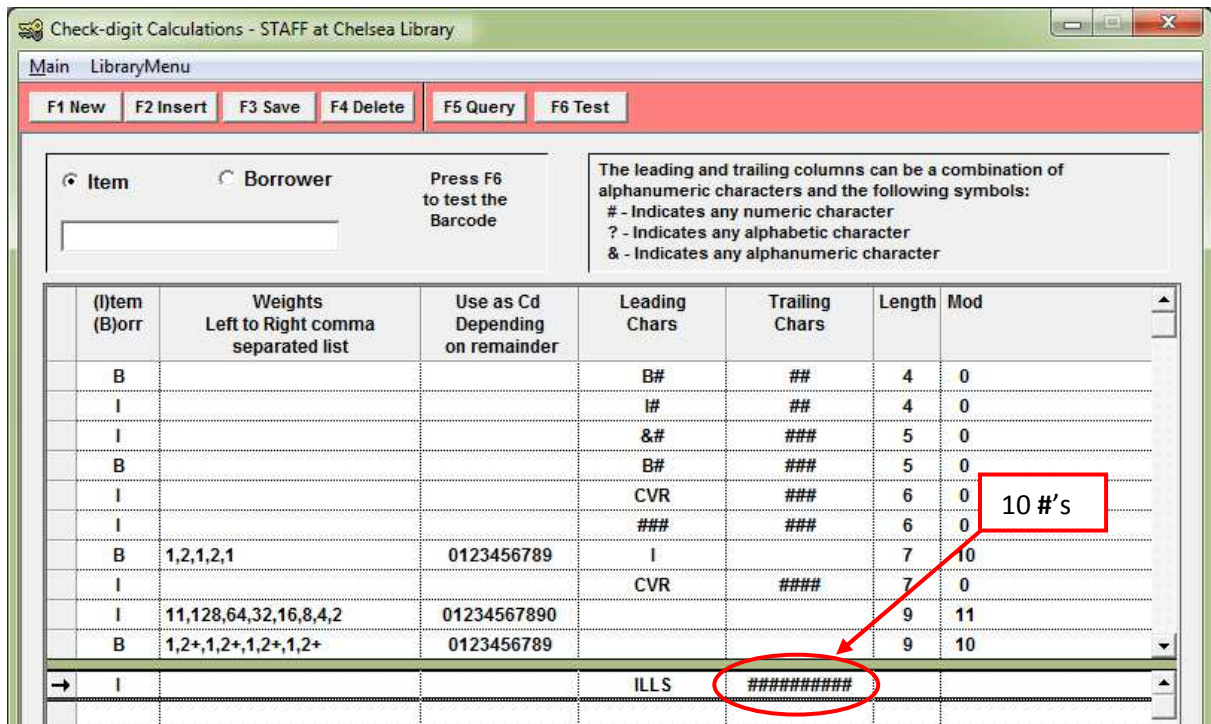 Check-digit Calculations - STAFF at Chelsea Library
Main LibraryMenu
F1 New F2 Insert F3 Save F4 Delete F5 Query F6 Test
Item Borrower
Press F6
to test the
Barcode
The leading and trailing columns can be a combination of
alphanumeric characters and the following symbols:
# - Indicates any numeric character
? - Indicates any alphabetic character
& - Indicates any alphanumeric character
(I)tem
(B)orr
Weights
Left to Right comma
separated list
Use as Cd
Depending
on remainder
Leading
Chars
Trailing
Chars
Length
Mod
B B# ## 4 0
I I# ## 4 0
I &# ### 5 0
B B# ### 5 0
I CVR ### 6 0
I ### ### 6 0
10 #'s
B 1,2,1,2,1 0123456789 I 7 10
I CVR #### 7 0
I 11,128,64,32,16,8,4,2 01234567890 9 11
B 1,2+,1,2+,1,2+,1,2+ 0123456789 9 10
I ILLS ##########